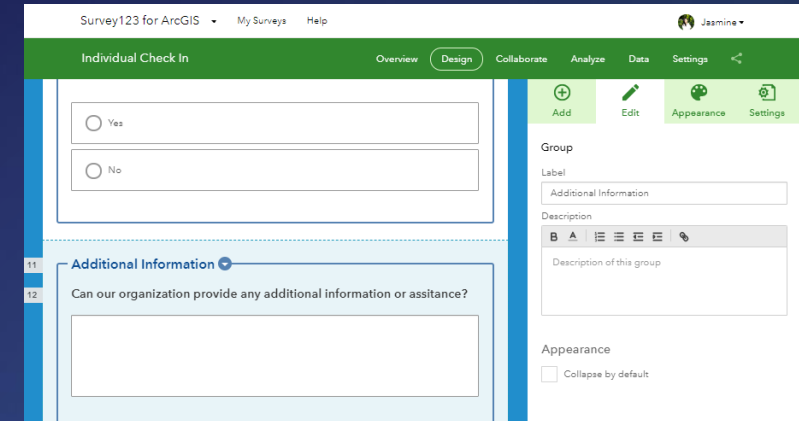 Survey123 for ArcGIS My Surveys Help Jasmine
Individual Check In Overview Design Collaborate Analyze Data Settings
Add Edit Appearance Settings
Yes
No
Group
Label
Additional Information
Description
B A
Description of this group
11 Additional Information
12 Can our organization provide any additional information or assitance?
Appearance
Collapse by default